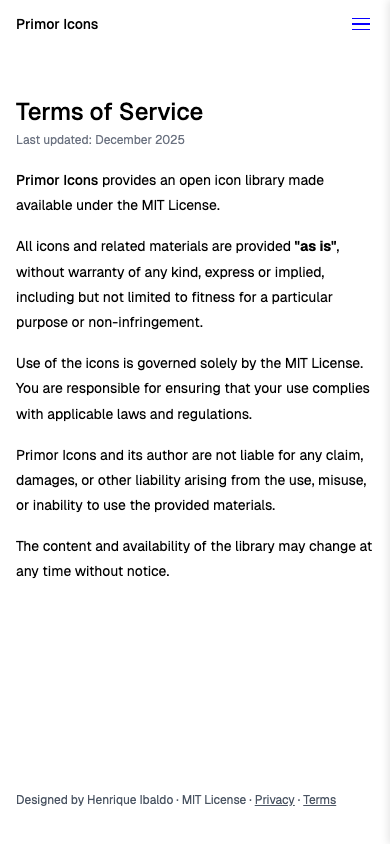 Primor Icons
Terms of Service
Last updated: December 2025
Primor Icons provides an open icon library made
available under the MIT License.
All icons and related materials are provided "as is",
without warranty of any kind, express or implied,
including but not limited to fitness for a particular
purpose or non-infringement.
Use of the icons is governed solely by the MIT License.
You are responsible for ensuring that your use complies
with applicable laws and regulations.
Primor Icons and its author are not liable for any claim,
damages, or other liability arising from the use, misuse,
or inability to use the provided materials.
The content and availability of the library may change at
any time without notice.
Designed by Henrique Ibaldo · MIT License · Privacy · Terms